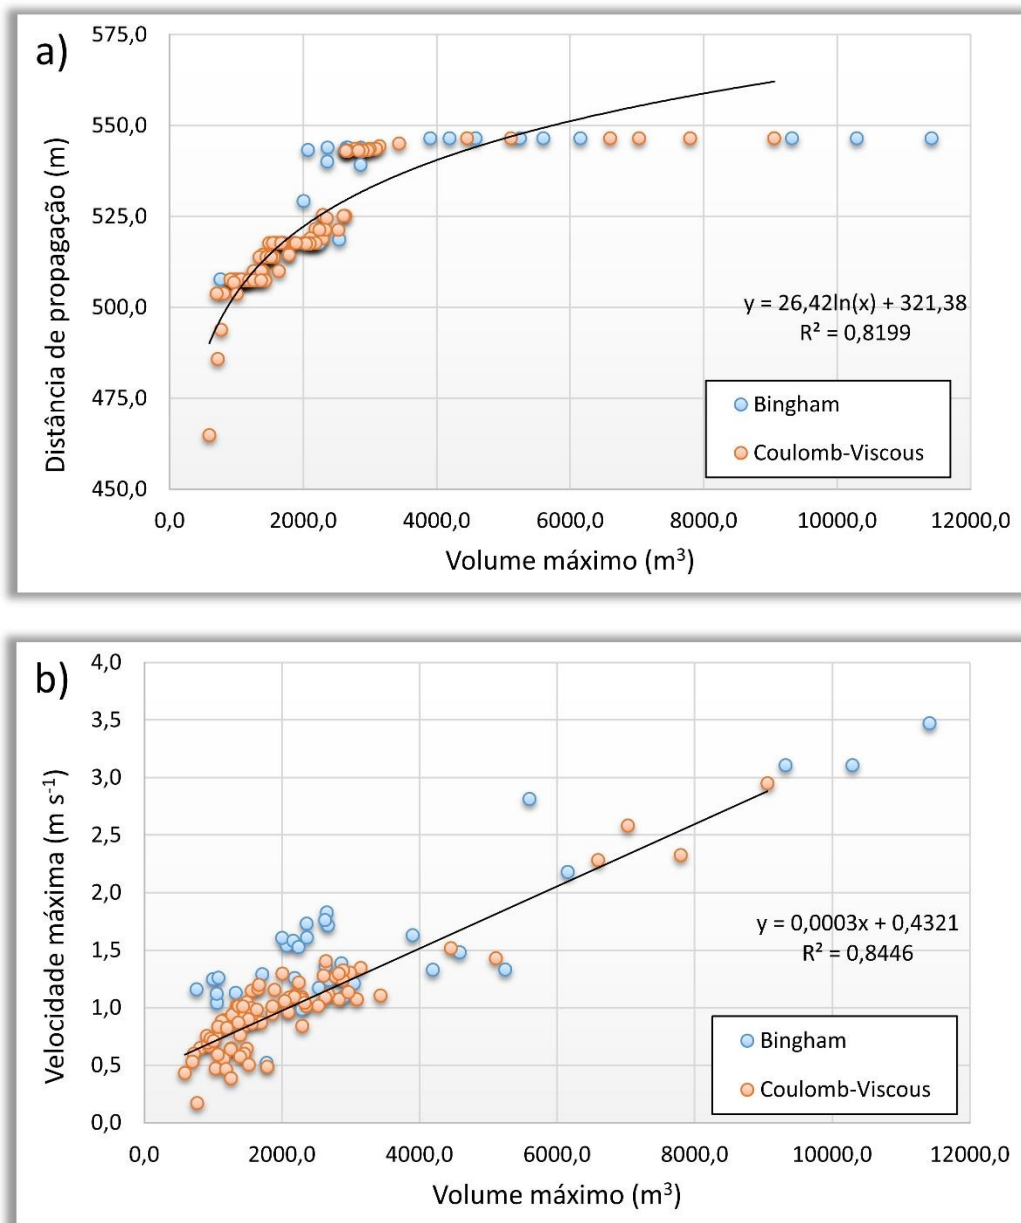 a)
575,0
550,0
525,0
500,0
475,0
450,0
Distância de propagação (m)
y = 26,42ln(x) + 321,38
R² = 0,8199
Bingham
Coulomb-Viscous
0,0 2000,0 4000,0 6000,0 8000,0 10000,0 12000,0
Volume máximo (m³)
b)
4,0
3,5
3,0
2,5
2,0
1,5
1,0
0,5
0,0
Velocidade máxima (m s⁻¹)
y = 0,0003x + 0,4321
R² = 0,8446
Bingham
Coulomb-Viscous
0,0 2000,0 4000,0 6000,0 8000,0 10000,0 12000,0
Volume máximo (m³)